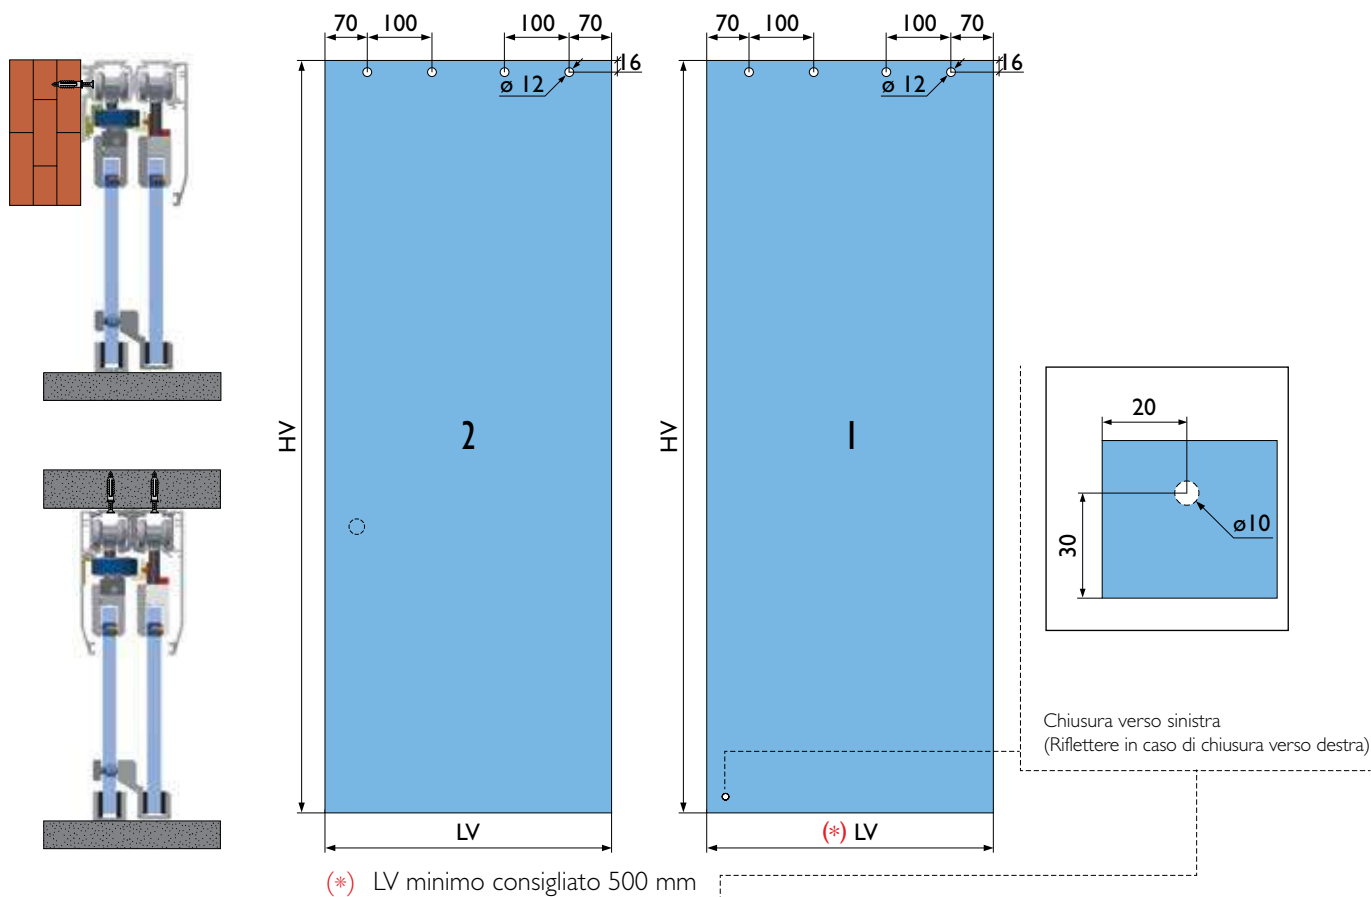 70 100 100 70
16
ø 12
HV
2
LV
70 100 100 70
16
ø 12
HV
1
(*) LV
20
30
ø10
Chiusura verso sinistra
(Riflettere in caso di chiusura verso destra)
(*) LV minimo consigliato 500 mm